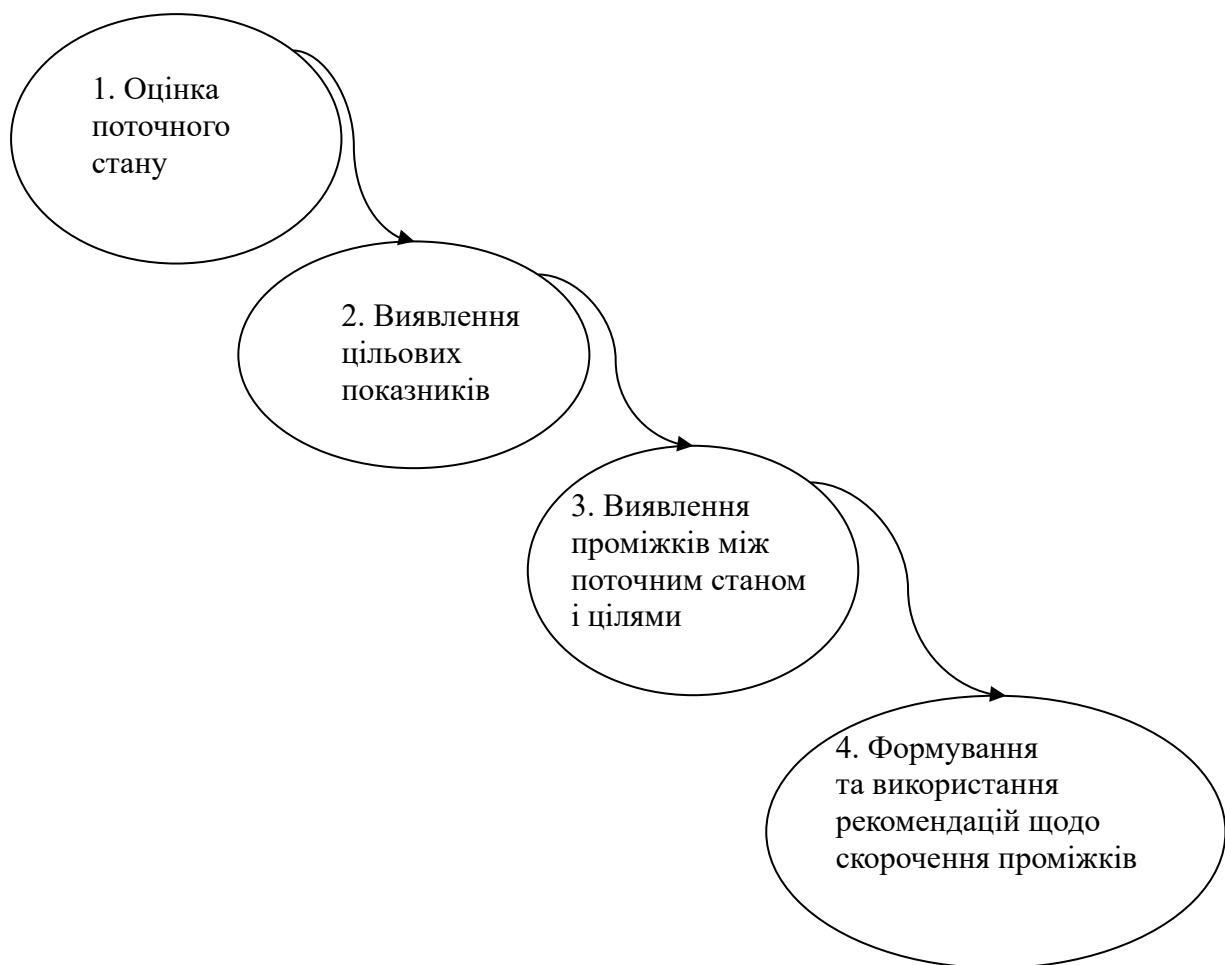 1. Оцінка
поточного
стану
2. Виявлення
цільових
показників
3. Виявлення
проміжків між
поточним станом
і цілями
4. Формування
та використання
рекомендацій щодо
скорочення проміжків